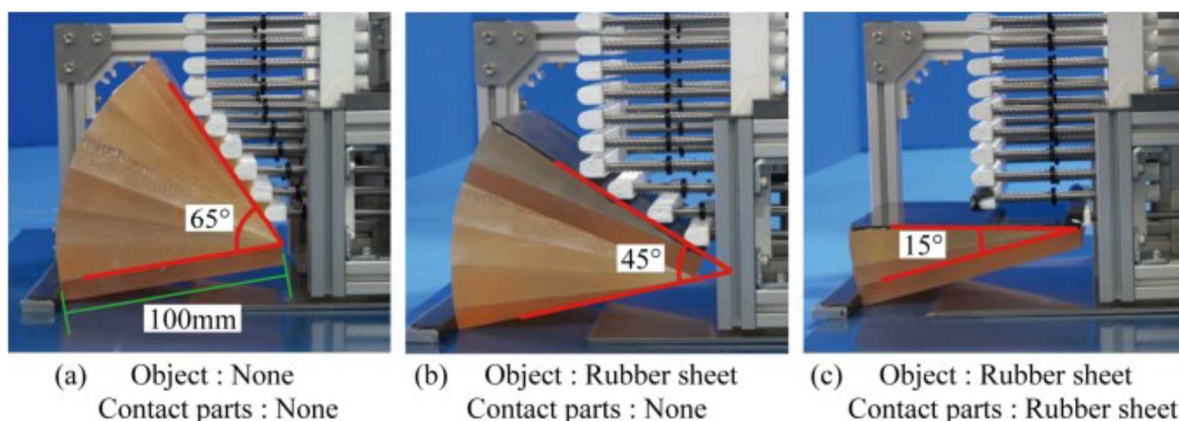 65°
100mm
45°
15°
(a) Object : None
Contact parts : None
(b) Object : Rubber sheet
Contact parts : None
(c) Object : Rubber sheet
Contact parts : Rubber sheet